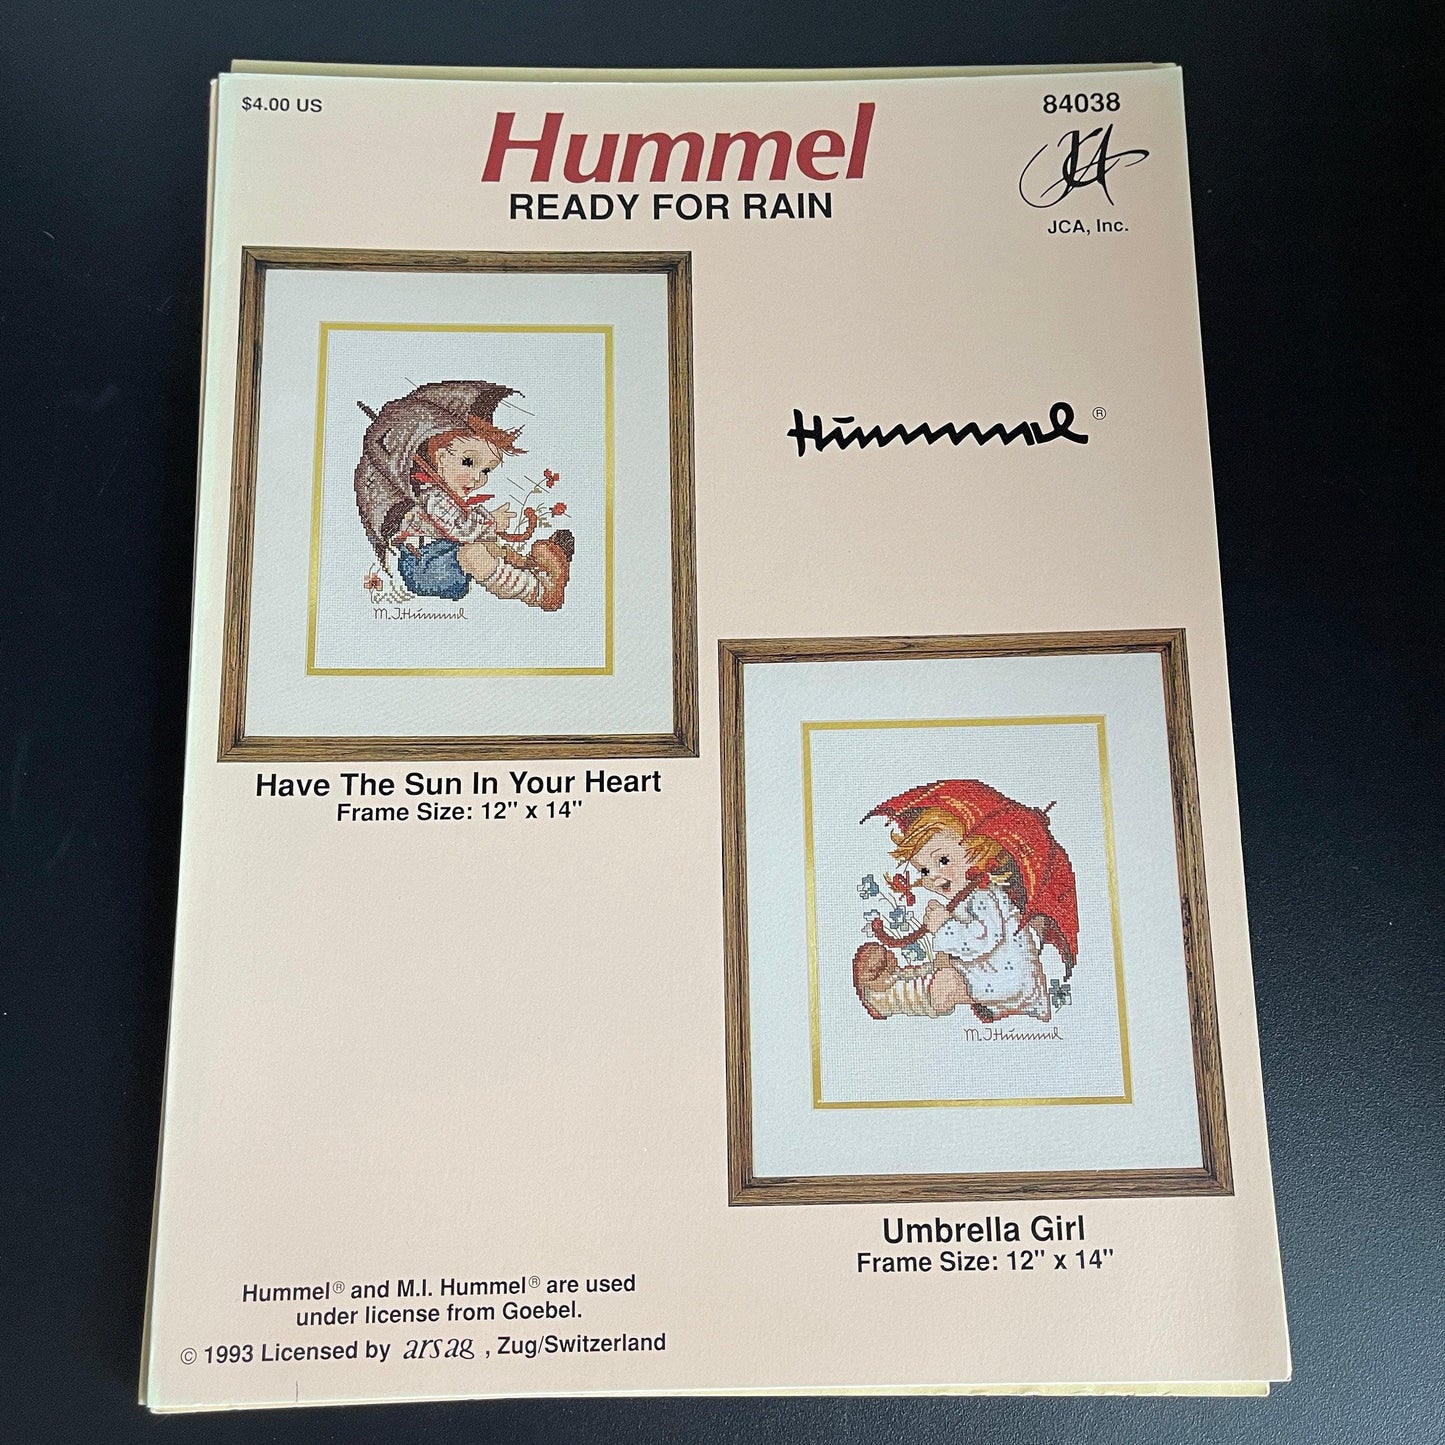 $4.00 US
Hummel
READY FOR RAIN
84038
JCA
JCA, Inc.
Hummel®
M.J.Hummel
Have The Sun In Your Heart
Frame Size: 12" x 14"
M.J.Hummel
Umbrella Girl
Frame Size: 12" x 14"
Hummel® and M.I. Hummel® are used
under license from Goebel.
© 1993 Licensed by arsag, Zug/Switzerland